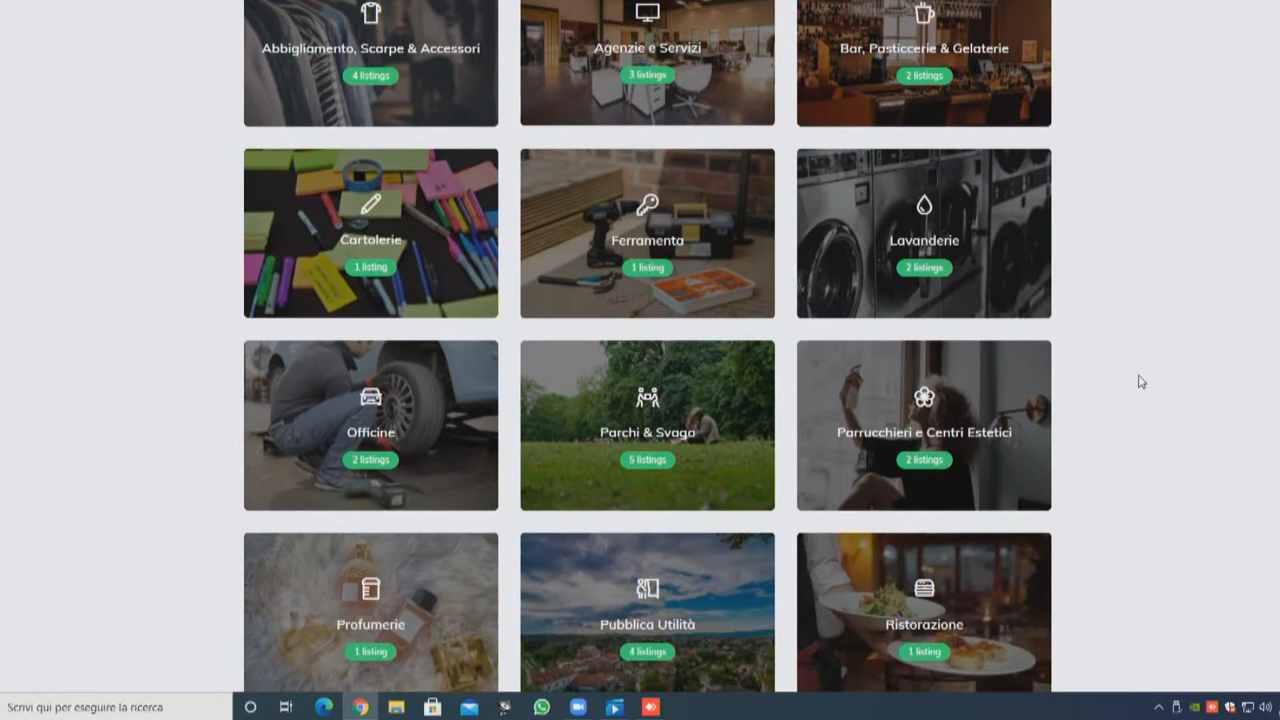 Abbigliamento, Scarpe & Accessori
4 listings
Agenzie e Servizi
3 listings
Bar, Pasticcerie & Gelaterie
2 listings
Cartolerie
1 listing
Ferramenta
1 listing
Lavanderie
2 listings
Officine
2 listings
Parchi & Svago
5 listings
Parrucchieri e Centri Estetici
2 listings
Profumerie
1 listing
Pubblica Utilità
4 listings
Ristorazione
1 listing
Scrivi qui per eseguire la ricerca